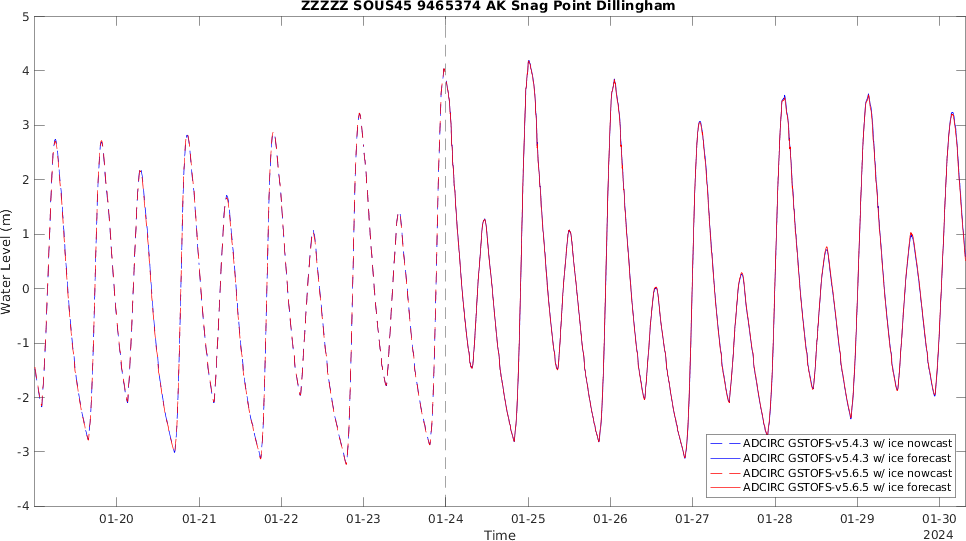 ZZZZZ SOUS45 9465374 AK Snag Point Dillingham
5
4
3
2
1
0
-1
-2
-3
-4
Water Level (m)
ADCIRC GSTOFS-v5.4.3 w/ ice nowcast
ADCIRC GSTOFS-v5.4.3 w/ ice forecast
ADCIRC GSTOFS-v5.6.5 w/ ice nowcast
ADCIRC GSTOFS-v5.6.5 w/ ice forecast
01-20 01-21 01-22 01-23 01-24 01-25 01-26 01-27 01-28 01-29 01-30
Time
2024